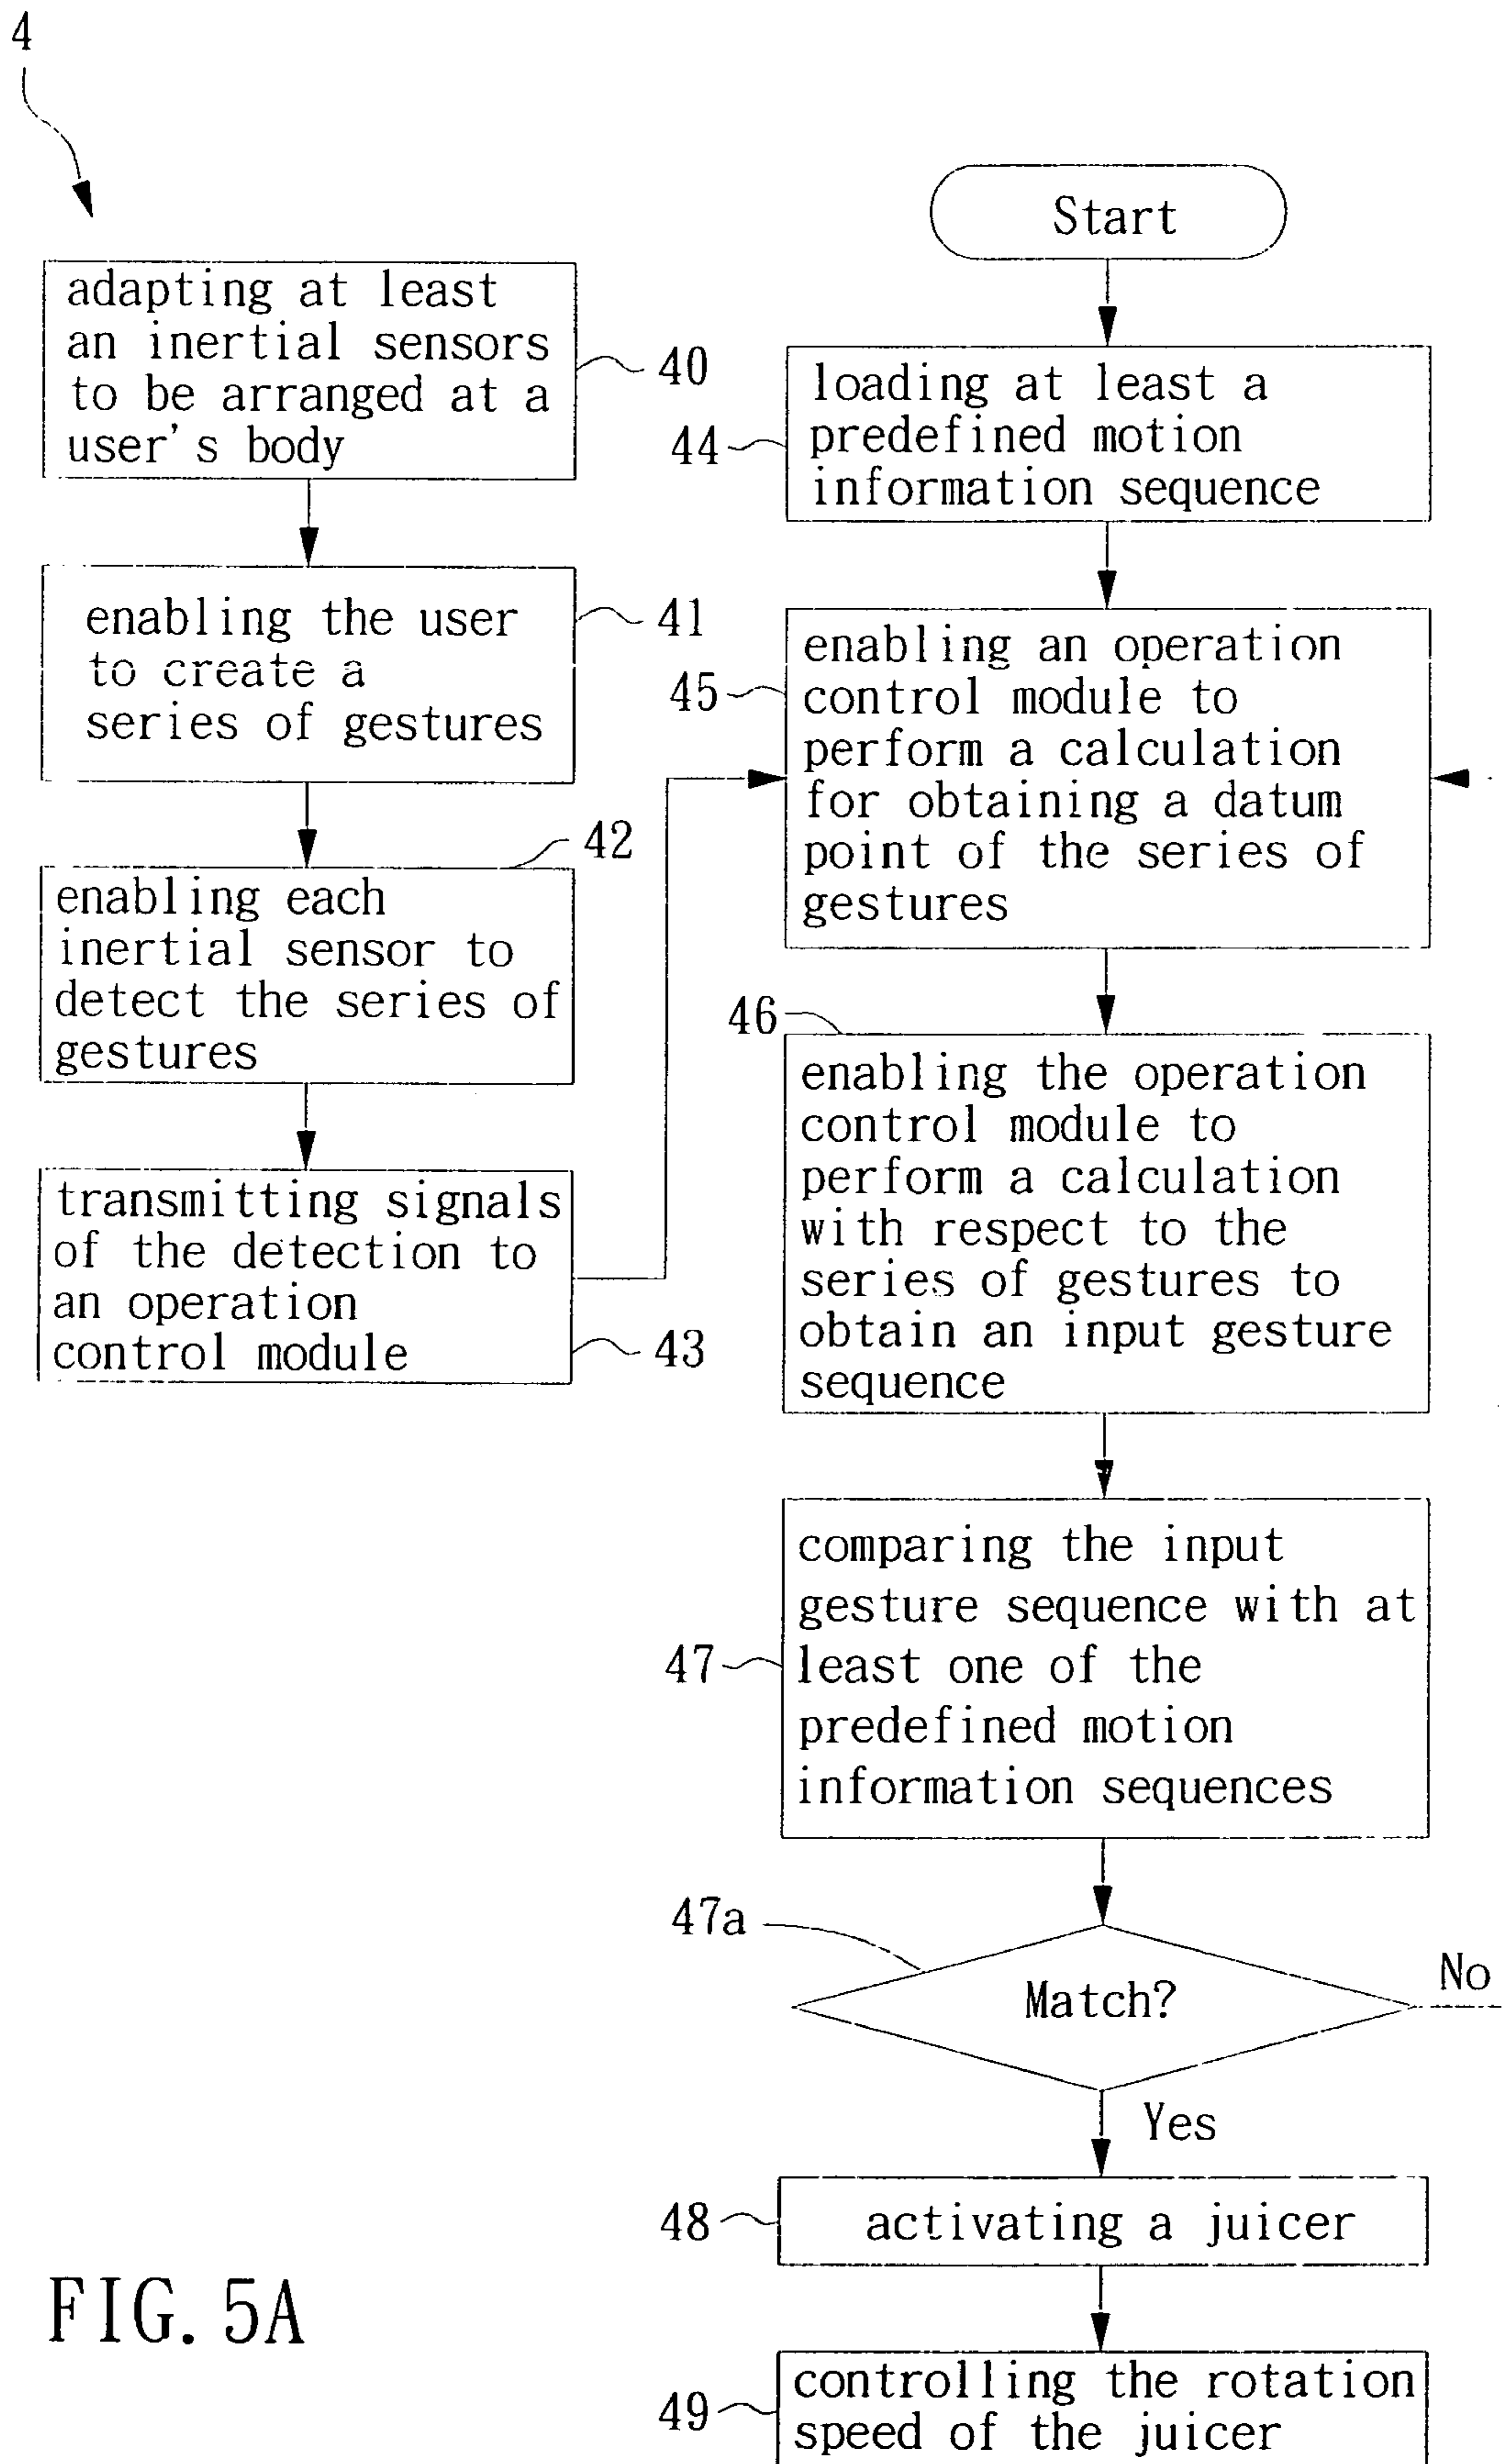 4
Start
adapting at least
an inertial sensors
to be arranged at a
user's body
40
enabling the user
to create a
series of gestures
41
enabling each
inertial sensor to
detect the series of
gestures
42
transmitting signals
of the detection to
an operation
control module
43
loading at least a
predefined motion
information sequence
44
enabling an operation
control module to
perform a calculation
for obtaining a datum
point of the series of
gestures
45
46
enabling the operation
control module to
perform a calculation
with respect to the
series of gestures to
obtain an input gesture
sequence
comparing the input
gesture sequence with at
least one of the
predefined motion
information sequences
47
47a
Match?
No
Yes
48
activating a juicer
49
controlling the rotation
speed of the juicer
FIG. 5A